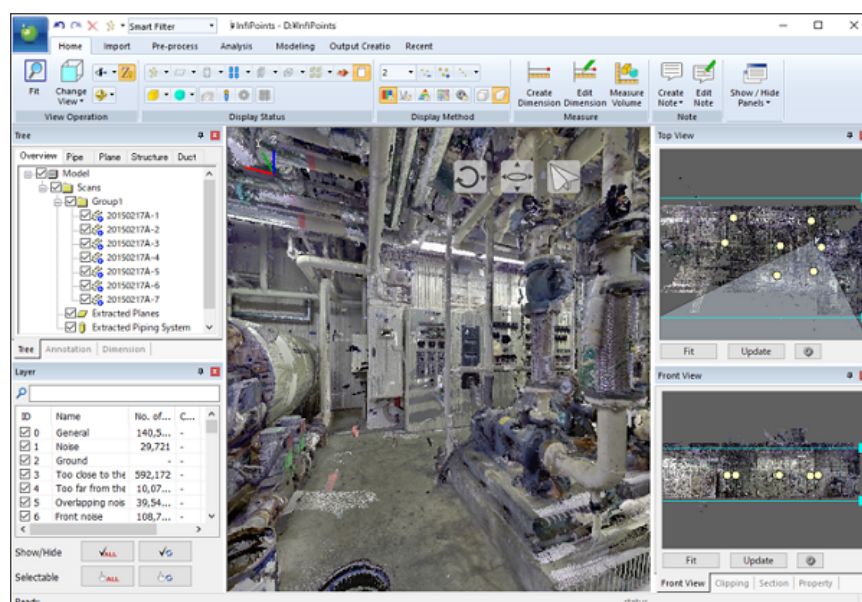 Smart Filter
InfiPoints - D:¥InfiPoints
Home Import Pre-process Analysis Modeling Output Creatio Recent
Fit
Change View
2
Create Dimension
Edit Dimension
Measure Volume
Create Note
Edit Note
Show / Hide Panels
View Operation
Display Status
Display Method
Measure
Note
Tree
Overview Pipe Plane Structure Duct
Model
Scans
Group1
20150217A-1
20150217A-2
20150217A-3
20150217A-4
20150217A-5
20150217A-6
20150217A-7
Extracted Planes
Extracted Piping System
Tree Annotation Dimension
Layer
ID Name No. of... C...
0 General 140,5... -
1 Noise 29,721 -
2 Ground - -
3 Too close to the 592,172 -
4 Too far from the 10,07... -
5 Overlapping nois 39,54... -
6 Front noise 108,7... -
Show/Hide ALL
Selectable ALL
Ready
status
Top View
Fit Update
Front View
Fit Update
Front View Clipping Section Property